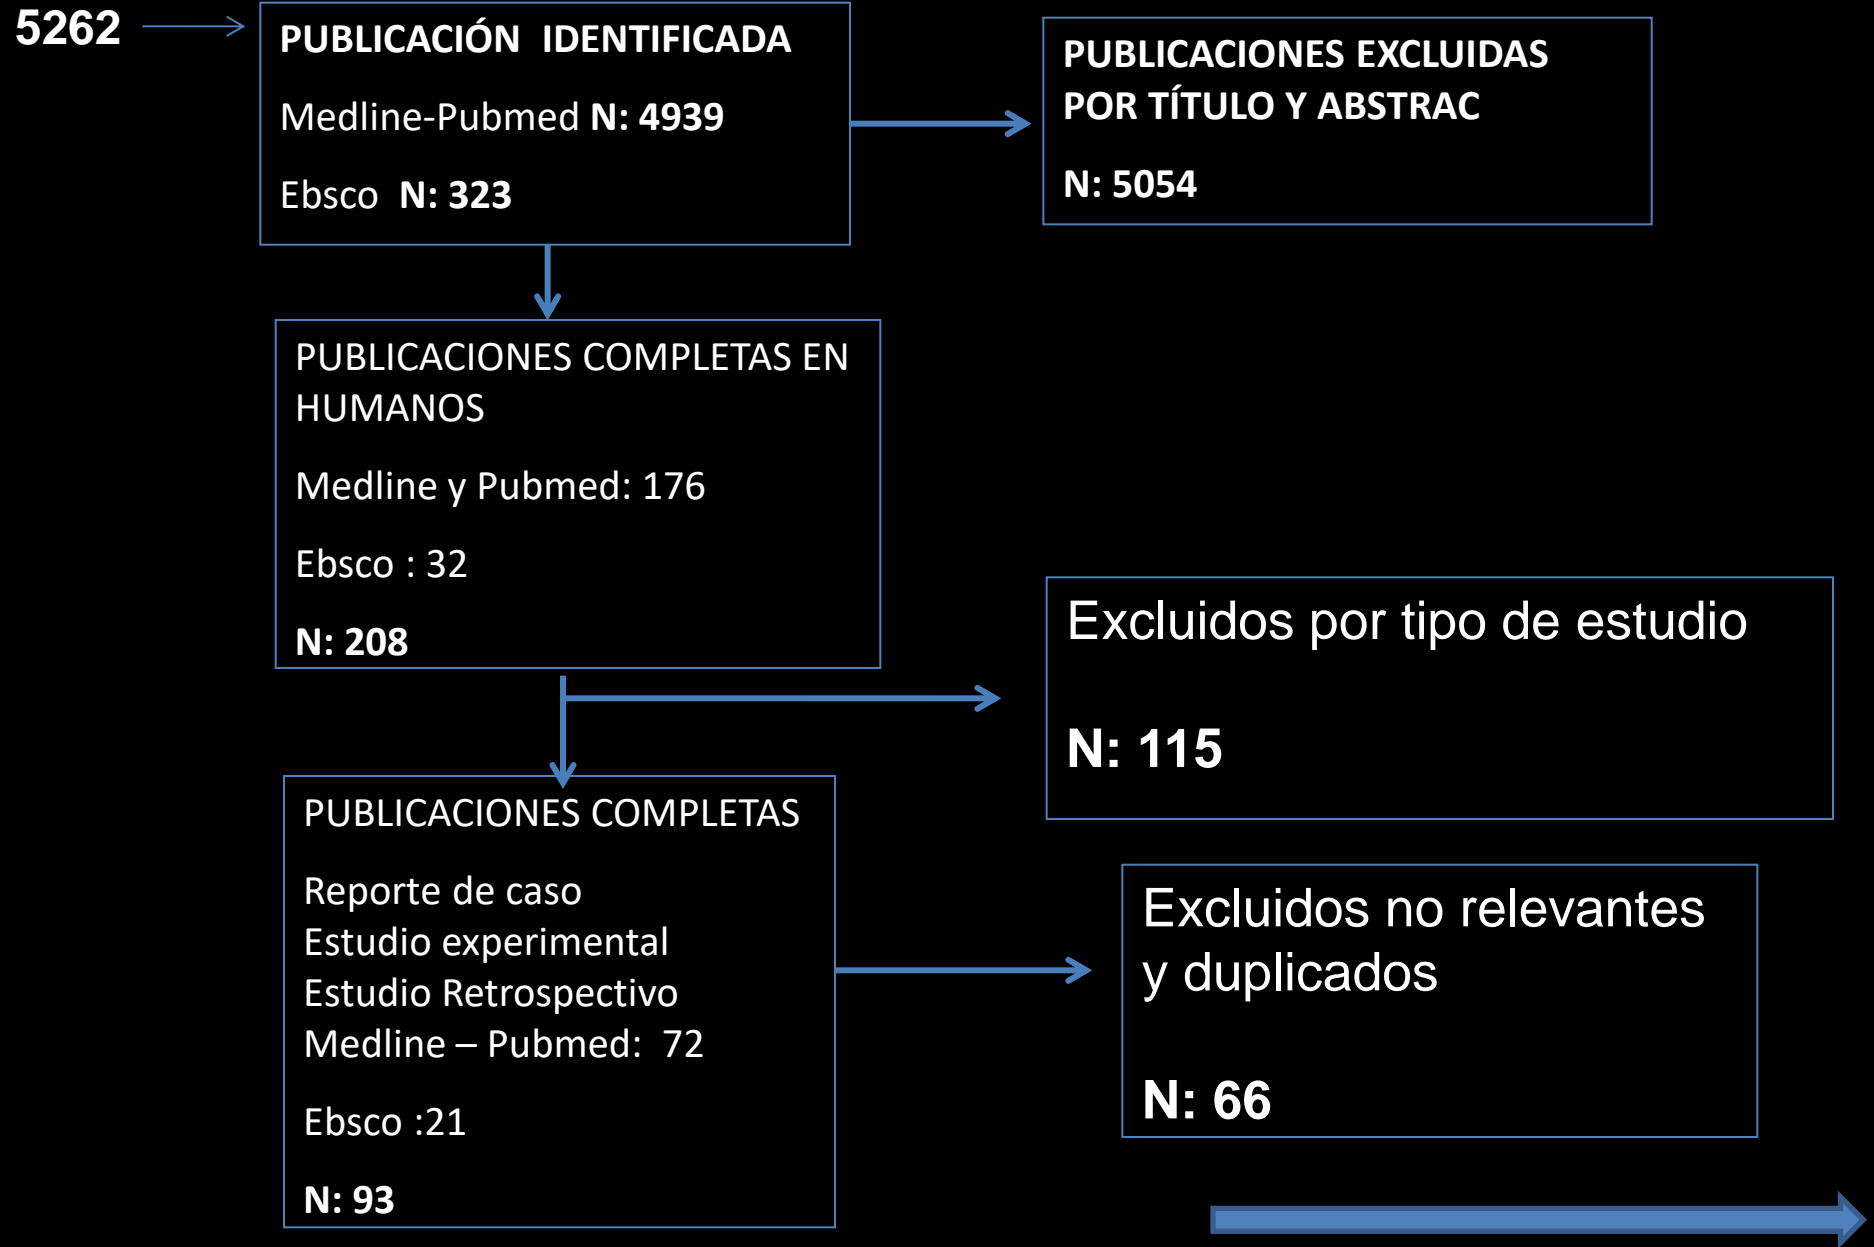 5262
PUBLICACIÓN IDENTIFICADA
Medline-Pubmed N: 4939
Ebsco N: 323
PUBLICACIONES EXCLUIDAS
POR TÍTULO Y ABSTRAC
N: 5054
PUBLICACIONES COMPLETAS EN
HUMANOS
Medline y Pubmed: 176
Ebsco : 32
N: 208
Excluidos por tipo de estudio
N: 115
PUBLICACIONES COMPLETAS
Reporte de caso
Estudio experimental
Estudio Retrospectivo
Medline – Pubmed: 72
Ebsco :21
N: 93
Excluidos no relevantes
y duplicados
N: 66